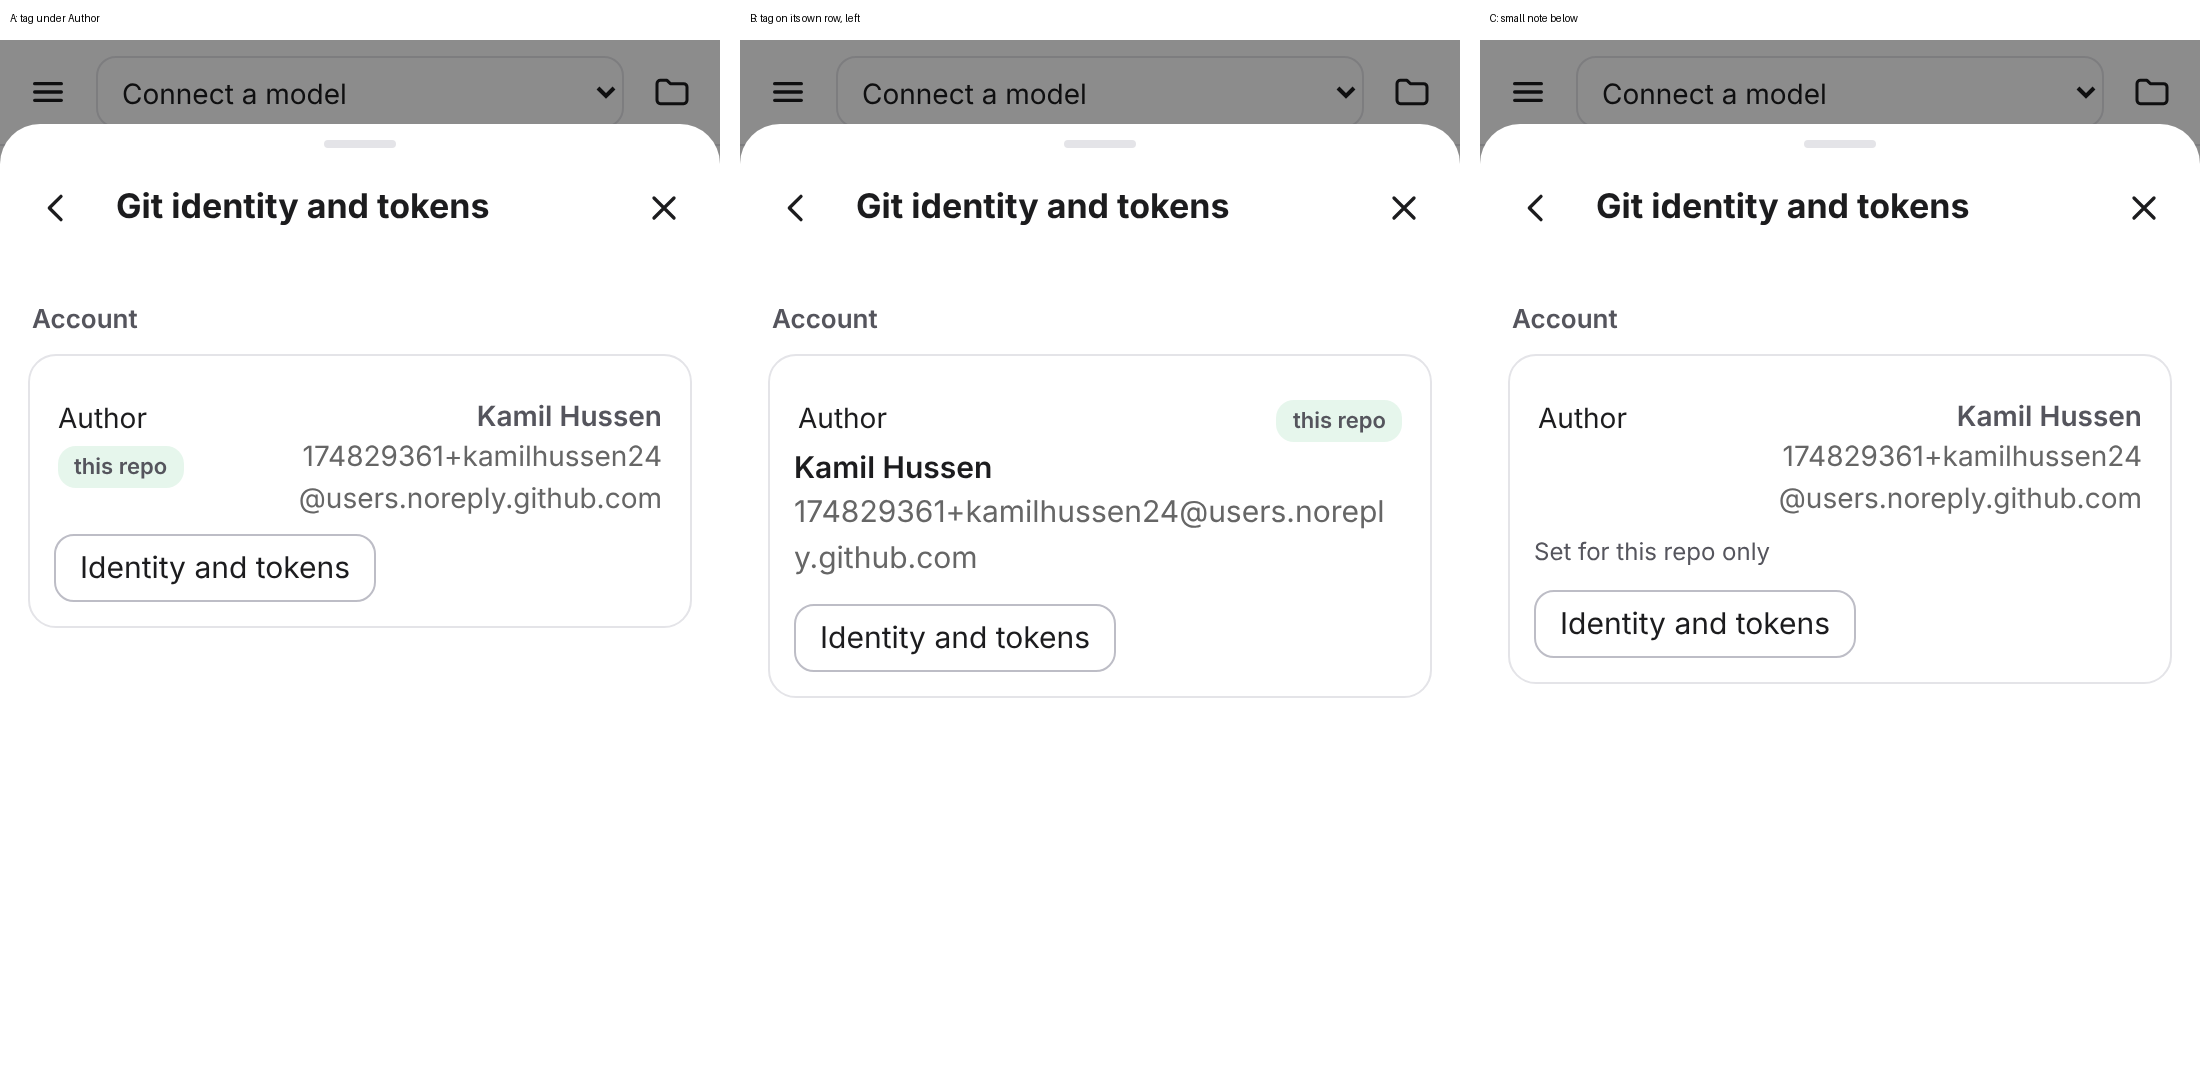 A: tag under Author
Connect a model
Git identity and tokens
Account
Author
Kamil Hussen
this repo
174829361+kamilhussen24
@users.noreply.github.com
Identity and tokens
B: tag on its own row, left
Connect a model
Git identity and tokens
Account
Author
this repo
Kamil Hussen
174829361+kamilhussen24@users.norepl
y.github.com
Identity and tokens
C: small note below
Connect a model
Git identity and tokens
Account
Author
Kamil Hussen
174829361+kamilhussen24
@users.noreply.github.com
Set for this repo only
Identity and tokens